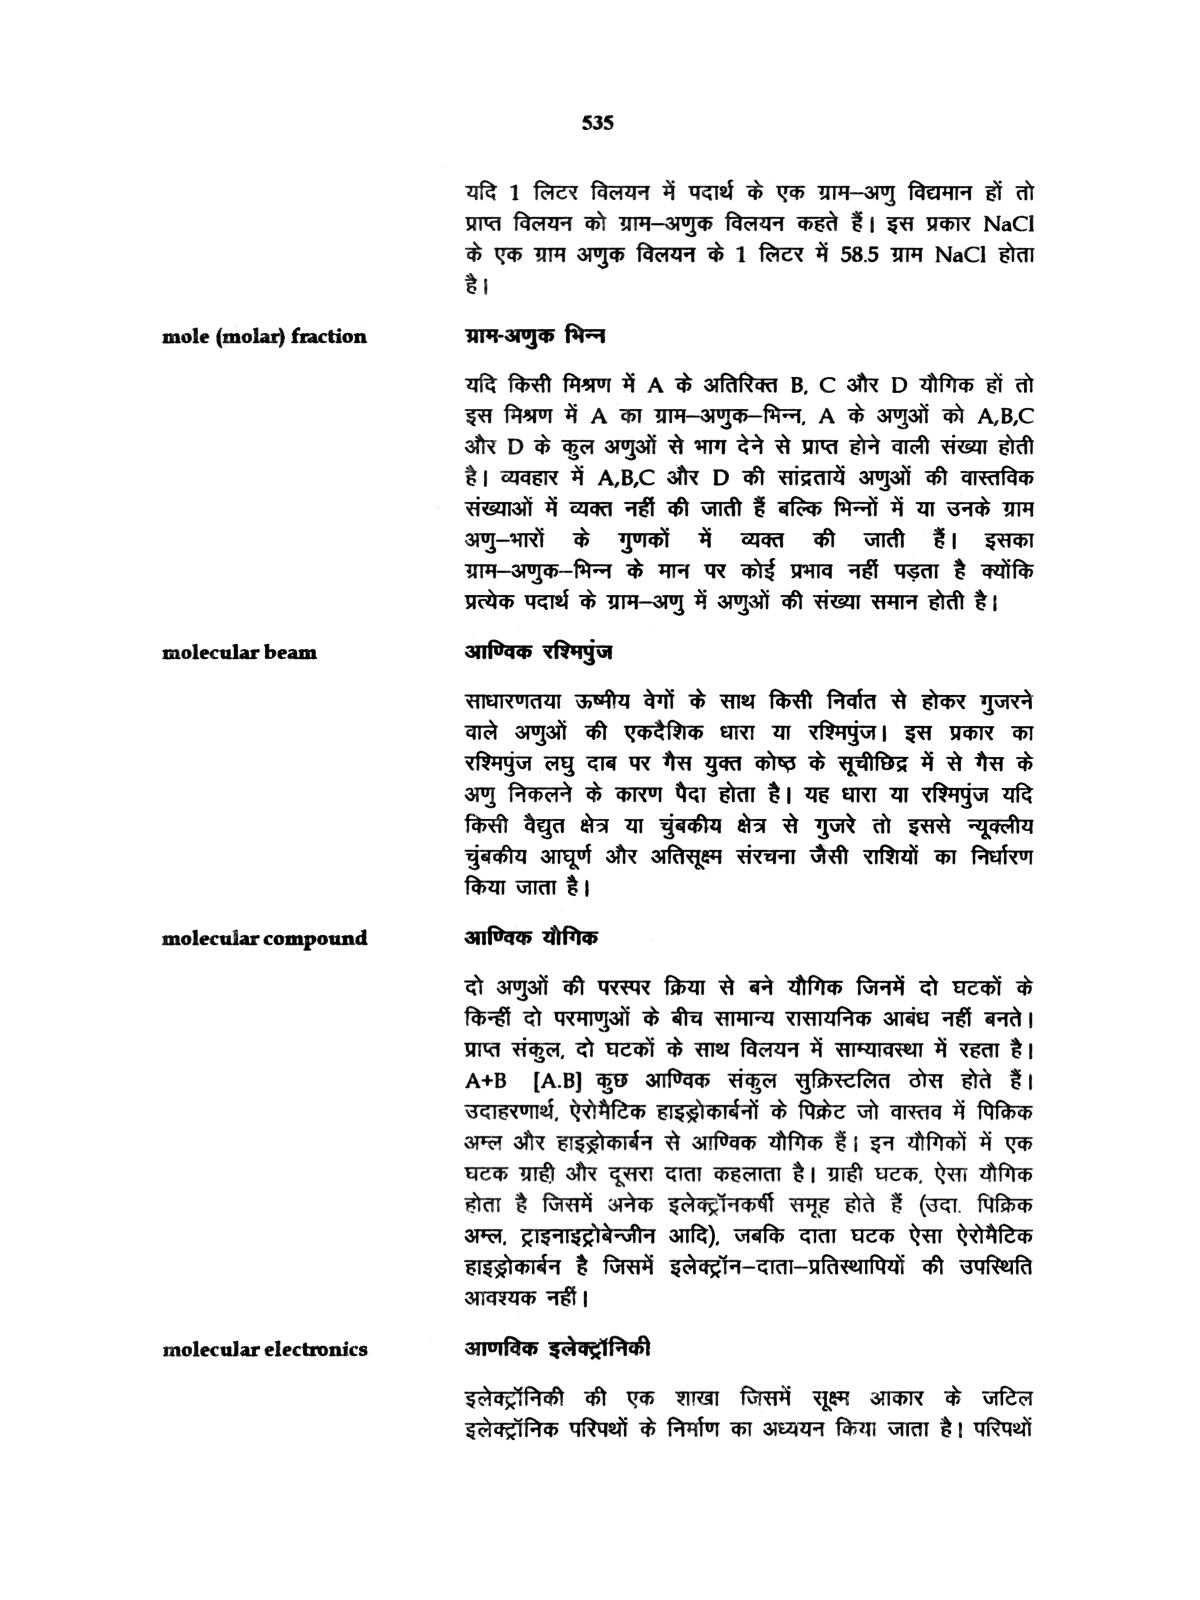 535
यदि 1 लिटर विलयन में पदार्थ के एक ग्राम–अणु विद्यमान हों तो
प्राप्त विलयन को ग्राम–अणुक विलयन कहते हैं। इस प्रकार NaCl
के एक ग्राम अणुक विलयन के 1 लिटर में 58.5 ग्राम NaCl होता
है।
mole (molar) fraction ग्राम-अणुक भिन्न
यदि किसी मिश्रण में A के अतिरिक्त B, C और D यौगिक हों तो
इस मिश्रण में A का ग्राम–अणुक–भिन्न, A के अणुओं को A,B,C
और D के कुल अणुओं से भाग देने से प्राप्त होने वाली संख्या होती
है। व्यवहार में A,B,C और D की सांद्रतायें अणुओं की वास्तविक
संख्याओं में व्यक्त नहीं की जाती हैं बल्कि भिन्नों में या उनके ग्राम
अणु–भारों के गुणकों में व्यक्त की जाती हैं। इसका
ग्राम–अणुक–भिन्न के मान पर कोई प्रभाव नहीं पड़ता है क्योंकि
प्रत्येक पदार्थ के ग्राम–अणु में अणुओं की संख्या समान होती है।
molecular beam आण्विक रश्मिपुंज
साधारणतया ऊष्मीय वेगों के साथ किसी निर्वात से होकर गुजरने
वाले अणुओं की एकदैशिक धारा या रश्मिपुंज। इस प्रकार का
रश्मिपुंज लघु दाब पर गैस युक्त कोष्ठ के सूचीछिद्र में से गैस के
अणु निकलने के कारण पैदा होता है। यह धारा या रश्मिपुंज यदि
किसी वैद्युत क्षेत्र या चुंबकीय क्षेत्र से गुजरे तो इससे न्यूक्लीय
चुंबकीय आघूर्ण और अतिसूक्ष्म संरचना जैसी राशियों का निर्धारण
किया जाता है।
molecular compound आण्विक यौगिक
दो अणुओं की परस्पर क्रिया से बने यौगिक जिनमें दो घटकों के
किन्हीं दो परमाणुओं के बीच सामान्य रासायनिक आबंध नहीं बनते।
प्राप्त संकुल, दो घटकों के साथ विलयन में साम्यावस्था में रहता है।
A+B [A.B] कुछ आण्विक संकुल सुक्रिस्टलित ठोस होते हैं।
उदाहरणार्थ, ऐरोमैटिक हाइड्रोकार्बनों के पिक्रेट जो वास्तव में पिक्रिक
अम्ल और हाइड्रोकार्बन से आण्विक यौगिक हैं। इन यौगिकों में एक
घटक ग्राही और दूसरा दाता कहलाता है। ग्राही घटक, ऐसा यौगिक
होता है जिसमें अनेक इलेक्ट्रॉनकर्षी समूह होते हैं (उदा. पिक्रिक
अम्ल, ट्राइनाइट्रोबेन्जीन आदि), जबकि दाता घटक ऐसा ऐरोमैटिक
हाइड्रोकार्बन है जिसमें इलेक्ट्रॉन–दाता–प्रतिस्थापियों की उपस्थिति
आवश्यक नहीं।
molecular electronics आणविक इलेक्ट्रॉनिकी
इलेक्ट्रॉनिकी की एक शाखा जिसमें सूक्ष्म आकार के जटिल
इलेक्ट्रॉनिक परिपथों के निर्माण का अध्ययन किया जाता है। परिपथों